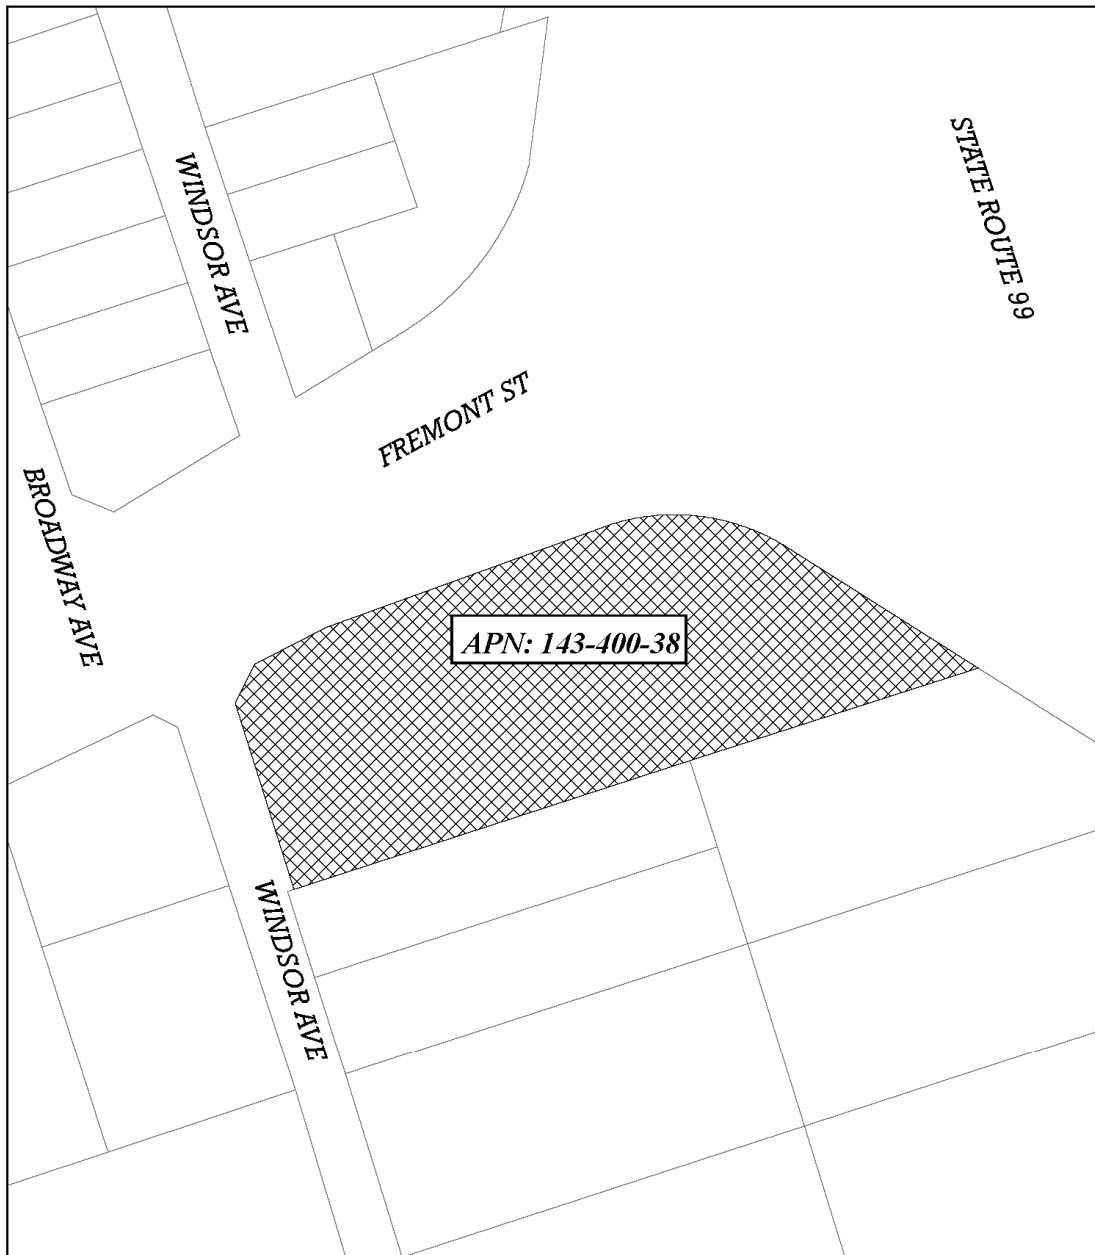 STATE ROUTE 99
WINDSOR AVE
FREMONT ST
BROADWAY AVE
APN: 143-400-38
WINDSOR AVE